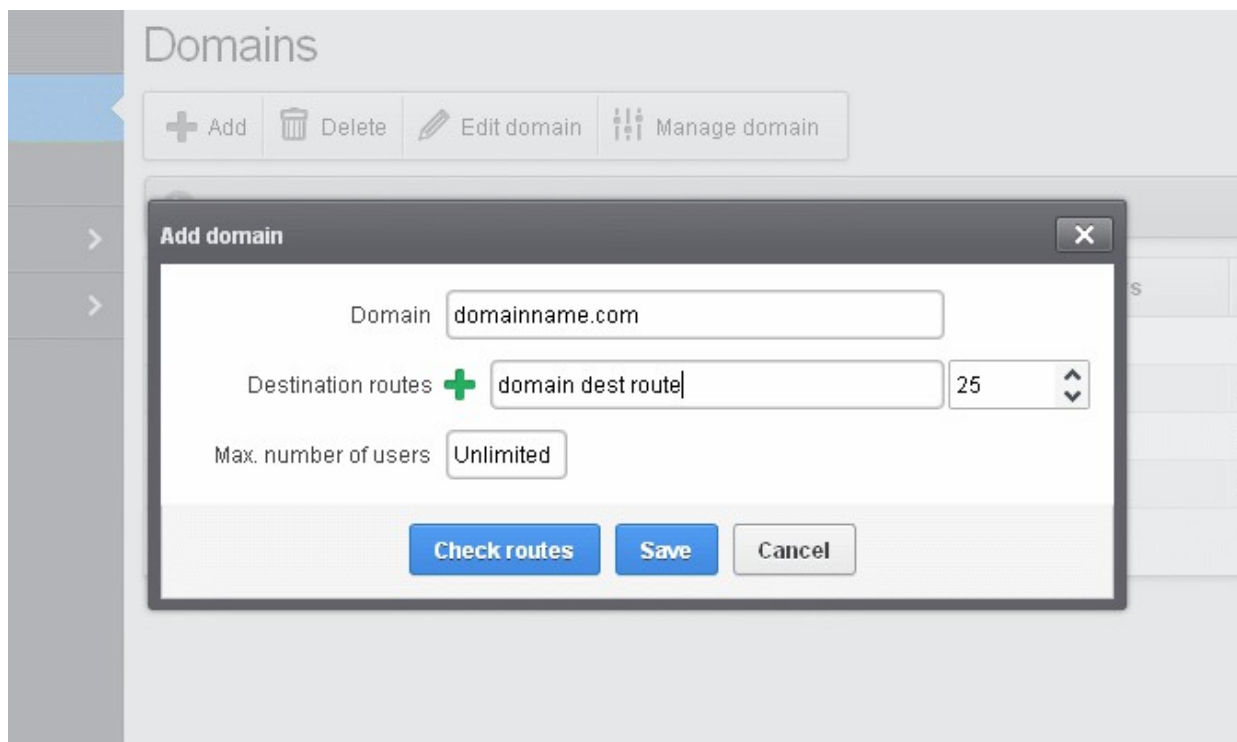 Domains
Add Delete Edit domain Manage domain
Add domain
s
Domain domainname.com
Destination routes domain dest route 25
Max. number of users Unlimited
Check routes Save Cancel